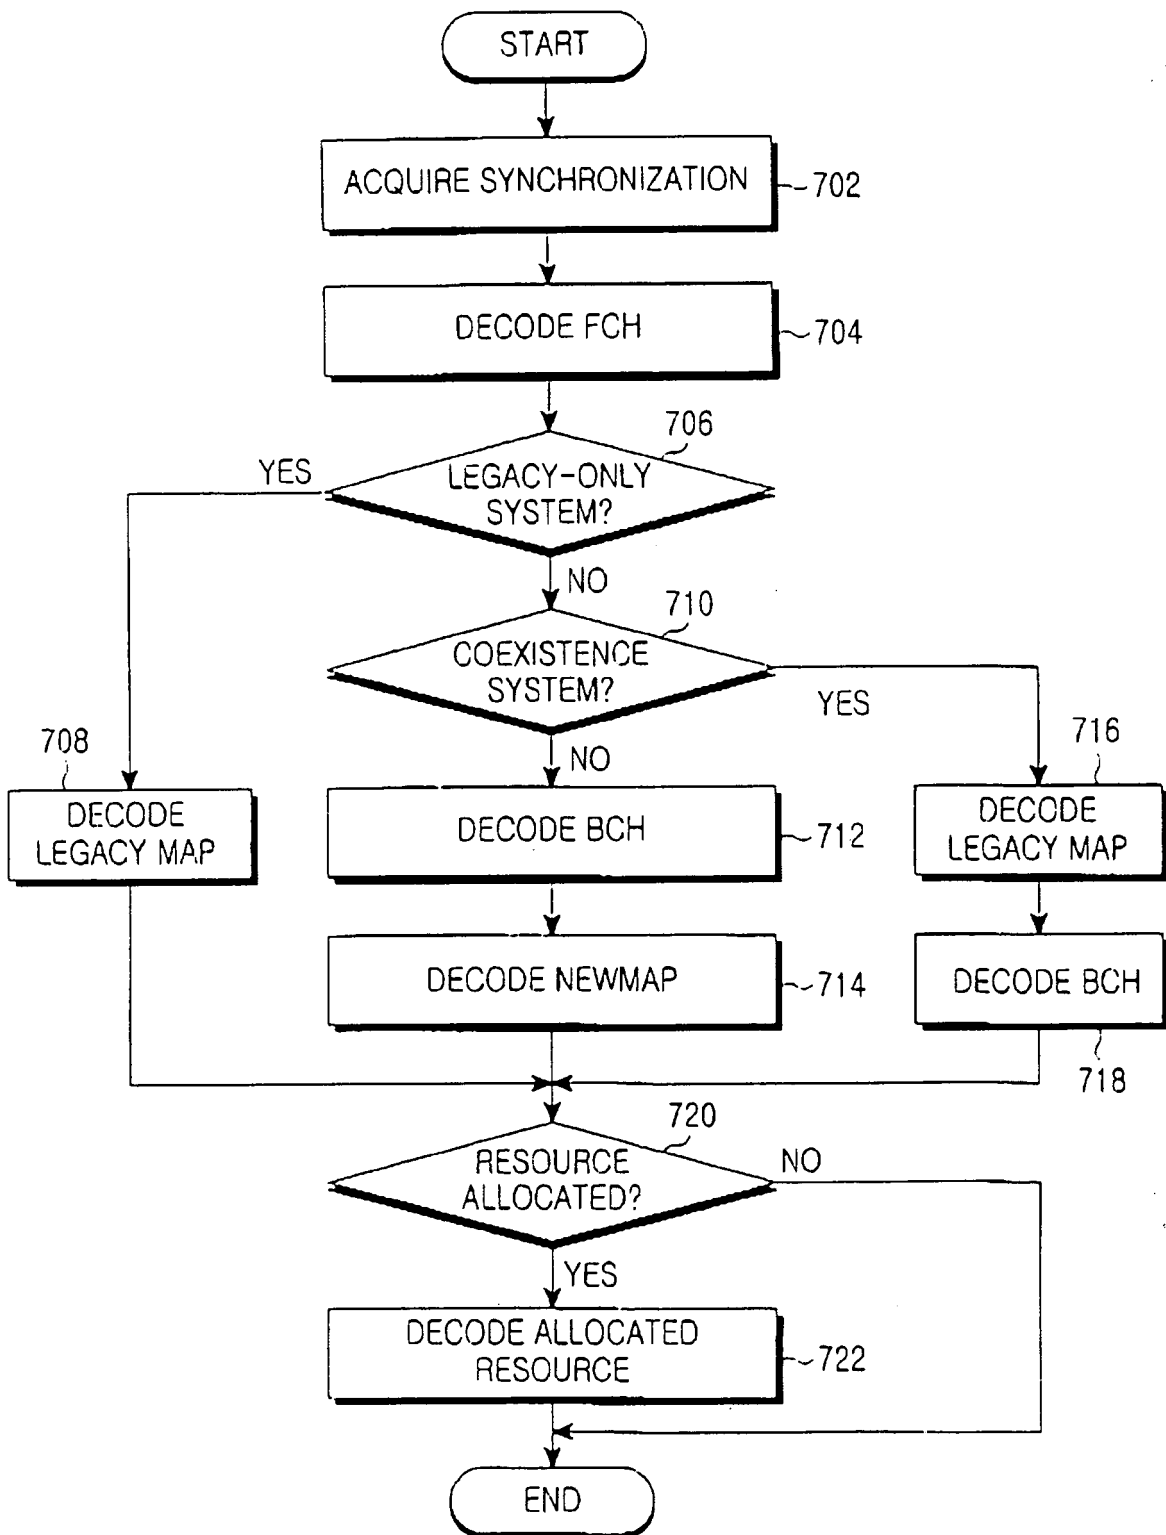 START
ACQUIRE SYNCHRONIZATION
702
DECODE FCH
704
706
YES
LEGACY-ONLY
SYSTEM?
NO
710
COEXISTENCE
SYSTEM?
YES
708
NO
716
DECODE
LEGACY MAP
DECODE BCH
712
DECODE
LEGACY MAP
DECODE NEWMAP
714
DECODE BCH
718
720
RESOURCE
ALLOCATED?
NO
YES
DECODE ALLOCATED
RESOURCE
722
END